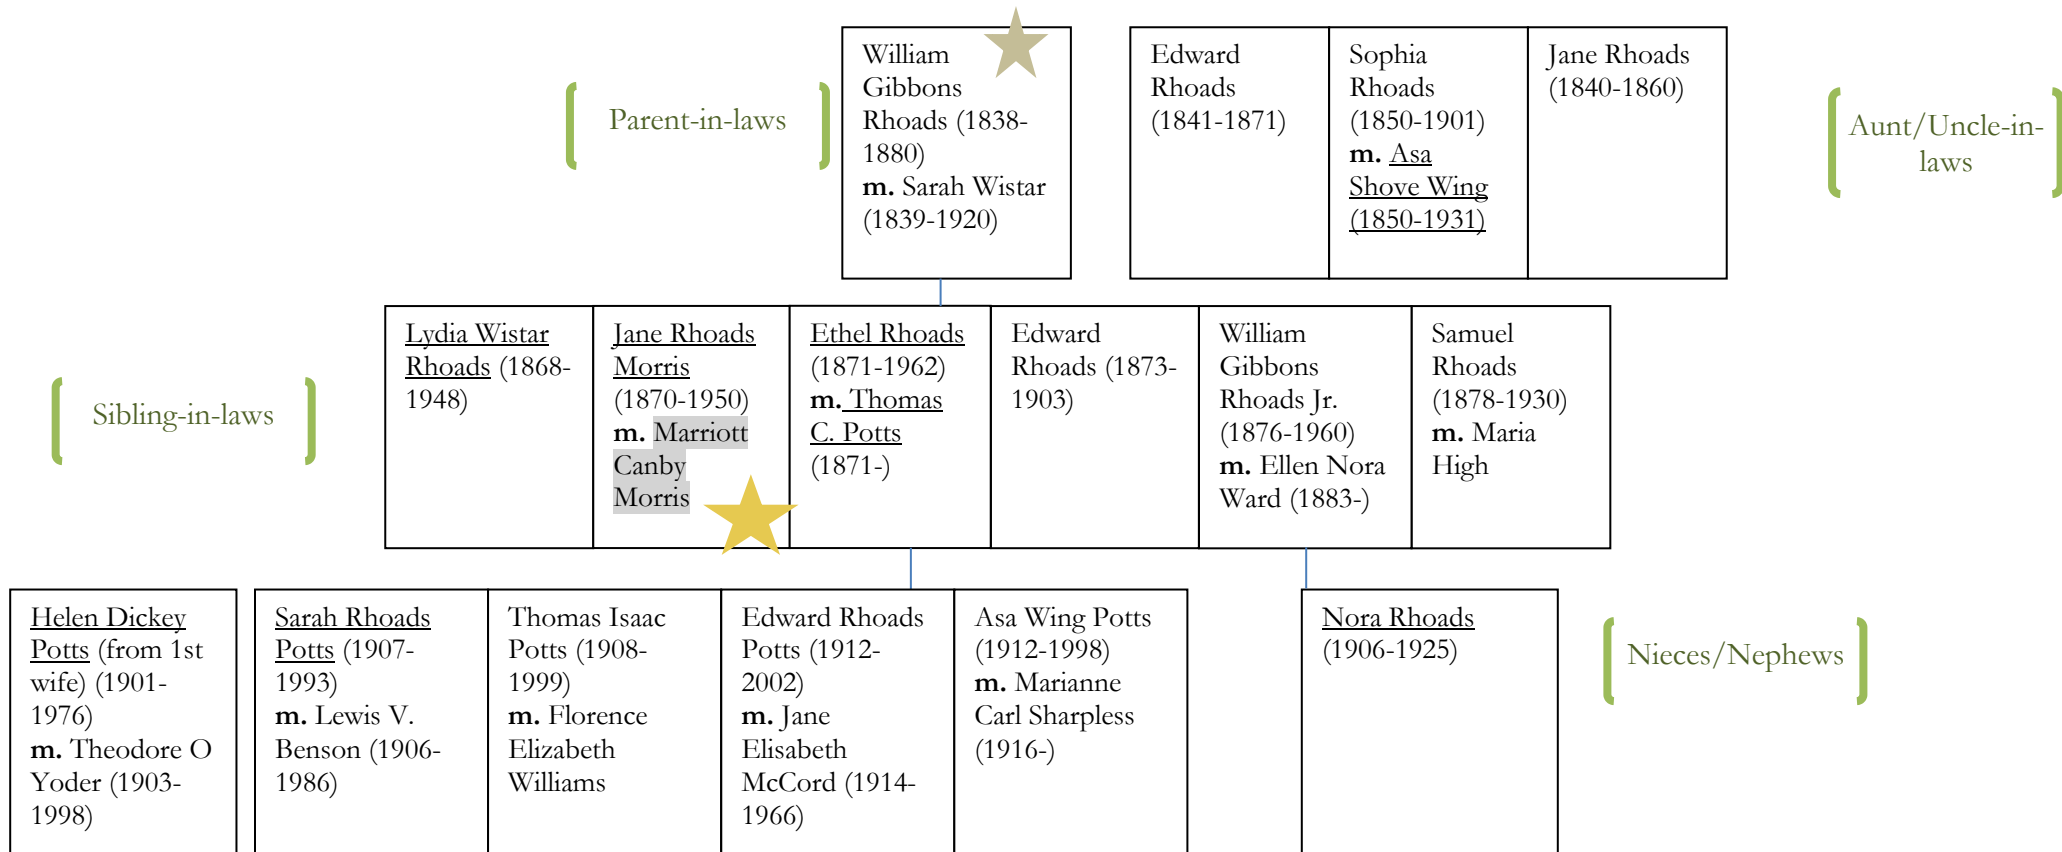 Parent-in-laws
William
Gibbons
Rhoads (1838-
1880)
m. Sarah Wistar
(1839-1920)
Edward
Rhoads
(1841-1871)
Sophia
Rhoads
(1850-1901)
m. Asa
Shove Wing
(1850-1931)
Jane Rhoads
(1840-1860)
Aunt/Uncle-in-
laws
Sibling-in-laws
Lydia Wistar
Rhoads (1868-
1948)
Jane Rhoads
Morris
(1870-1950)
m. Marriott
Canby
Morris
Ethel Rhoads
(1871-1962)
m. Thomas
C. Potts
(1871-)
Edward
Rhoads (1873-
1903)
William
Gibbons
Rhoads Jr.
(1876-1960)
m. Ellen Nora
Ward (1883-)
Samuel
Rhoads
(1878-1930)
m. Maria
High
Helen Dickey
Potts (from 1st
wife) (1901-
1976)
m. Theodore O
Yoder (1903-
1998)
Sarah Rhoads
Potts (1907-
1993)
m. Lewis V.
Benson (1906-
1986)
Thomas Isaac
Potts (1908-
1999)
m. Florence
Elizabeth
Williams
Edward Rhoads
Potts (1912-
2002)
m. Jane
Elisabeth
McCord (1914-
1966)
Asa Wing Potts
(1912-1998)
m. Marianne
Carl Sharpless
(1916-)
Nora Rhoads
(1906-1925)
Nieces/Nephews